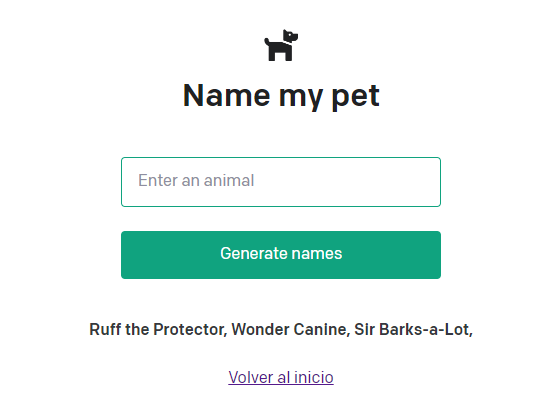 Name my pet
Enter an animal
Generate names
Ruff the Protector, Wonder Canine, Sir Barks-a-Lot,
Volver al inicio